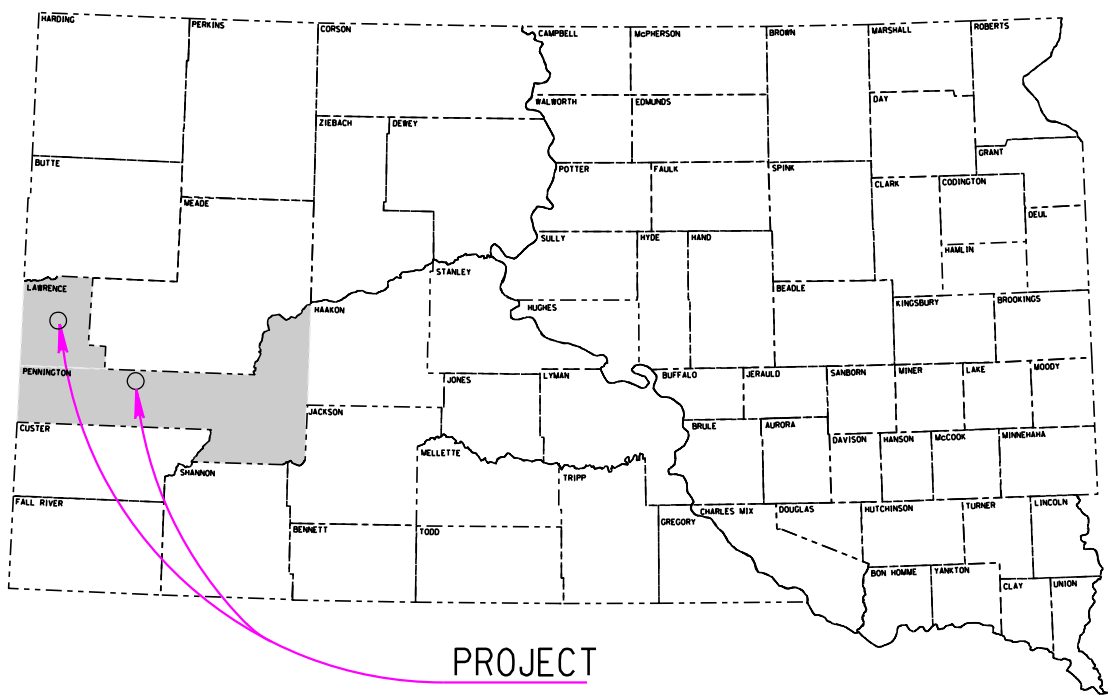 HARDING
PERKINS
CORSON
CAMPBELL
McPHERSON
BROWN
MARSHALL
ROBERTS
WALWORTH
EDMUNDS
DAY
ZIEBACH
DEWEY
GRANT
BUTTE
POTTER
FAULK
SPINK
CLARK
CODINGTON
MEADE
DEUL
SULLY
HYDE
HAND
HAMLIN
STANLEY
LAWRENCE
BEADLE
HAAKON
HUGHES
KINGSBURY
BROOKINGS
PENNINGTON
JONES
LYMAN
BUFFALO
JERAULD
SANBORN
MINER
LAKE
MOODY
JACKSON
CUSTER
BRULE
AURORA
DAVISON
HANSON
McCOOK
MINNEHAHA
MELLETTE
SHANNON
TRIPP
FALL RIVER
GREGORY
CHARLES MIX
DOUGLAS
HUTCHINSON
TURNER
LINCOLN
BENNETT
TODD
BON HOMME
YANKTON
CLAY
UNION
PROJECT